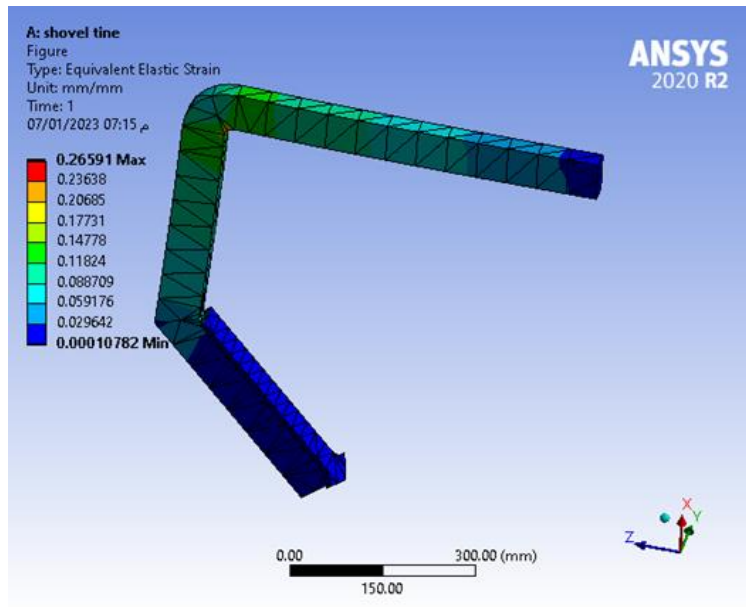 A: shovel tine
Figure
Type: Equivalent Elastic Strain
Unit: mm/mm
Time: 1
07/01/2023 07:15 م
ANSYS
2020 R2
0.26591 Max
0.23638
0.20685
0.17731
0.14778
0.11824
0.088709
0.059176
0.029642
0.00010782 Min
0.00
300.00 (mm)
150.00
X
Y
Z